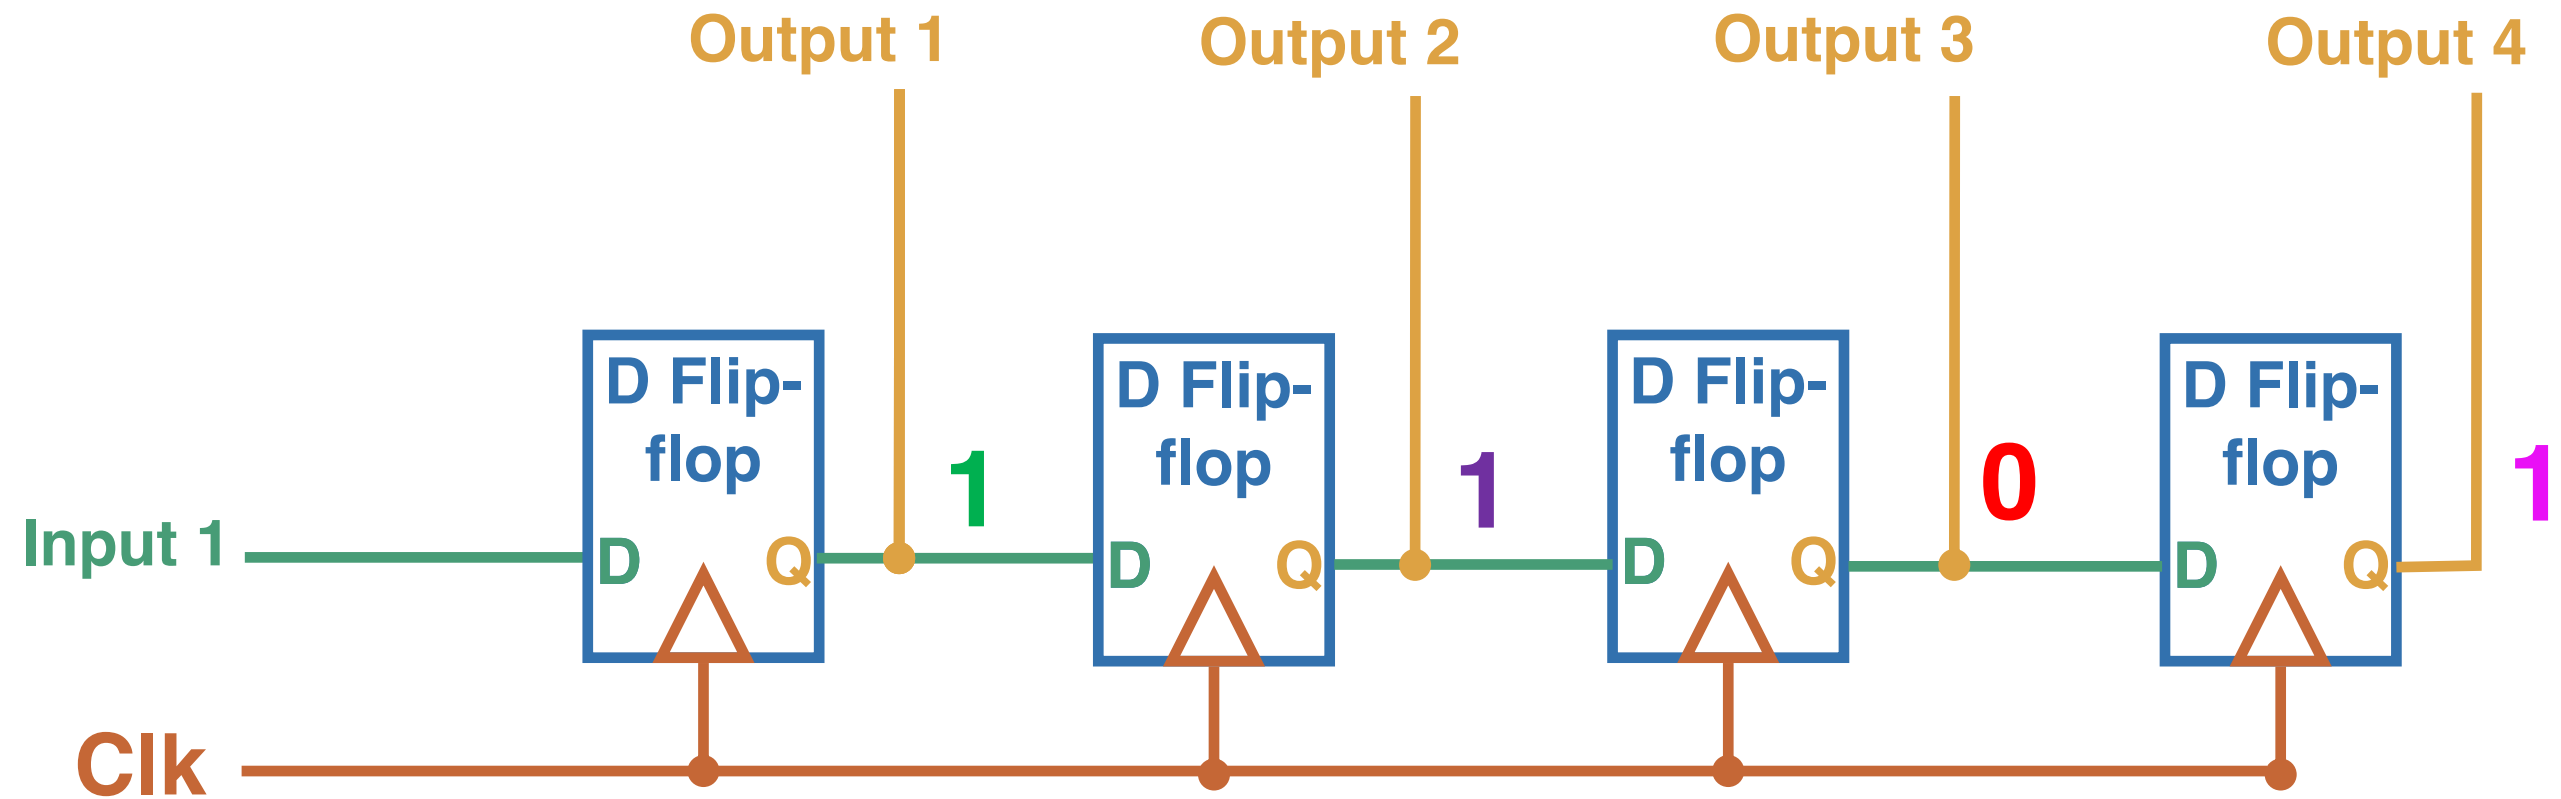 Output 1
Output 2
Output 3
Output 4
D Flip-
flop
D Flip-
flop
D Flip-
flop
D Flip-
flop
1
1
0
1
Input 1
D
Q
D
Q
D
Q
D
Q
Clk